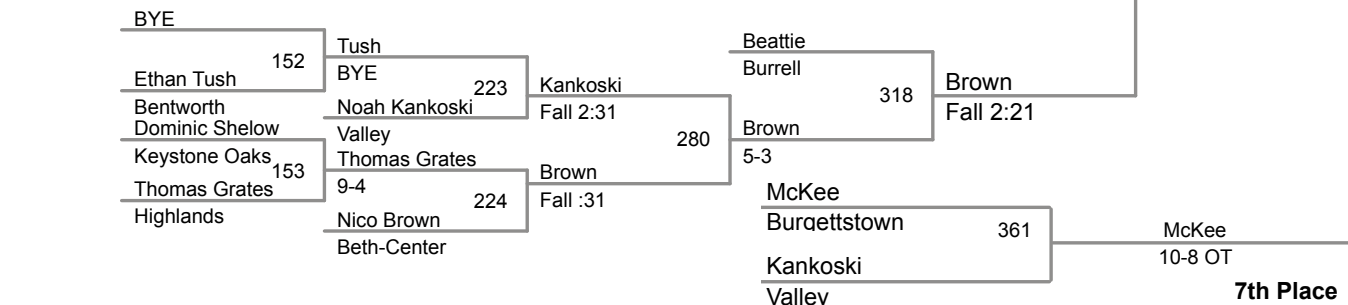 BYE
152
Ethan Tush
Bentworth
Dominic Shelow
Keystone Oaks
153
Thomas Grates
Highlands
Tush
BYE
223
Noah Kankoski
Valley
Thomas Grates
9-4
224
Nico Brown
Beth-Center
Kankoski
Fall 2:31
280
Brown
Fall :31
Beattie
Burrell
318
Brown
5-3
Brown
Fall 2:21
McKee
Burgettstown
361
Kankoski
Valley
McKee
10-8 OT
7th Place